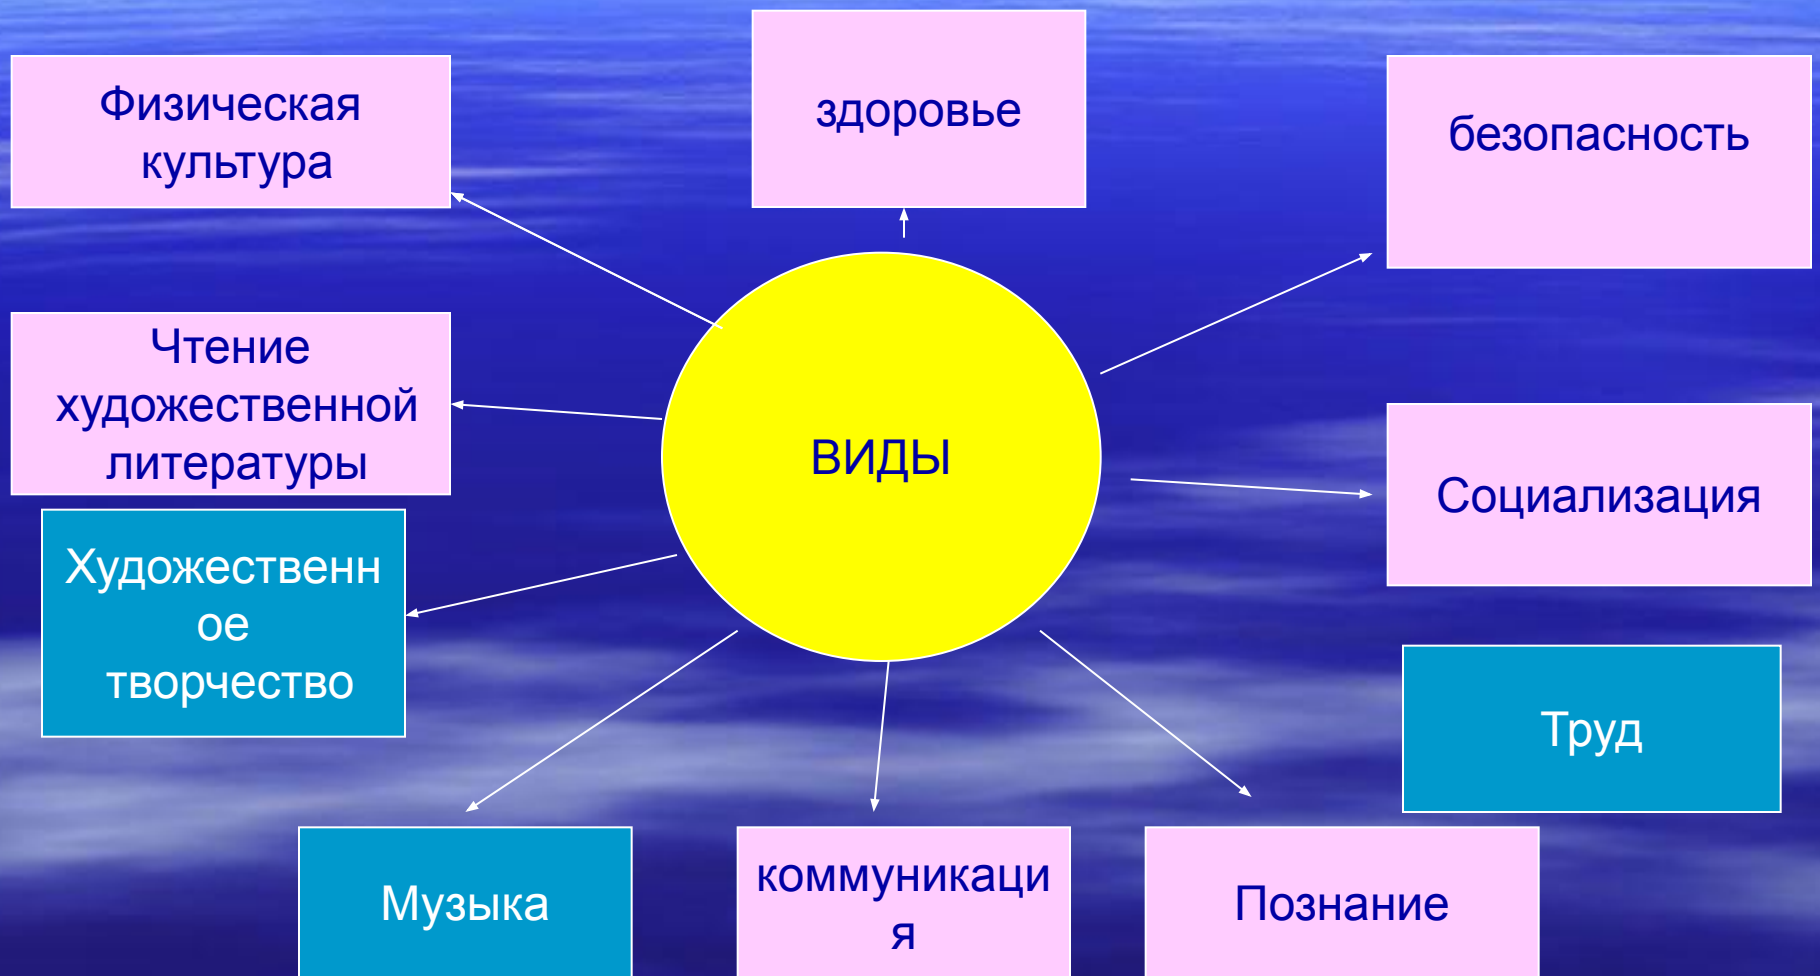 Физическая
культура
здоровье
безопасность
Чтение
художественной
литературы
ВИДЫ
Социализация
Художественн
ое
творчество
Труд
Музыка
коммуникаци
я
Познание